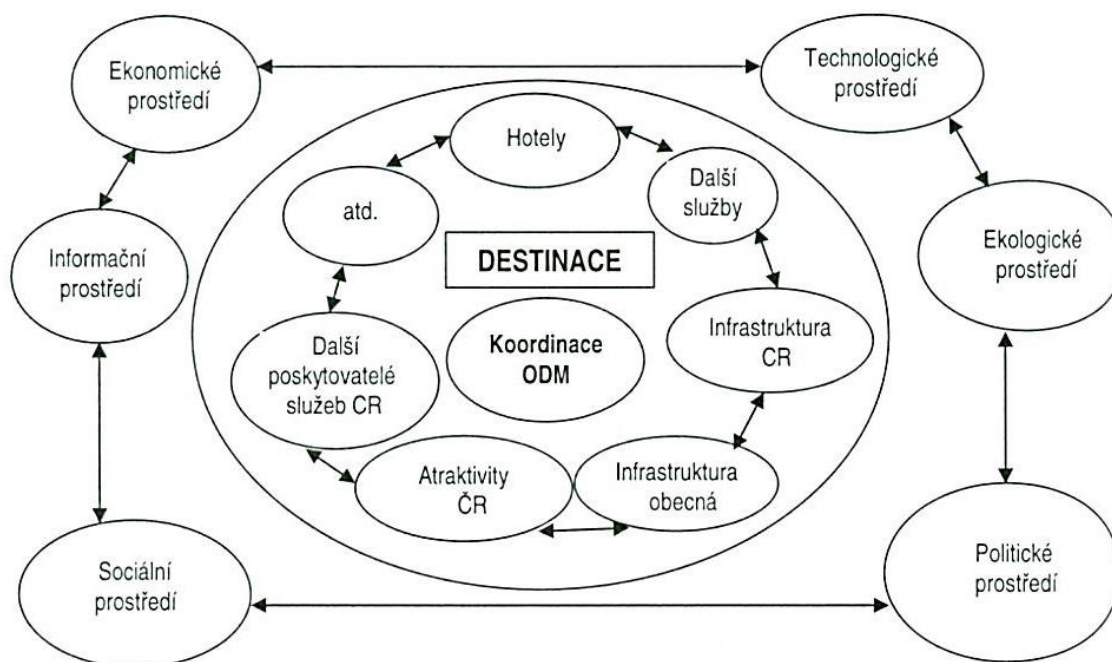 Ekonomické
prostředí
Technologické
prostředí
Hotely
Další
služby
atd.
Informační
prostředí
DESTINACE
Ekologické
prostředí
Infrastruktura
CR
Koordinace
ODM
Další
poskytovatelé
služeb CR
Atraktivity
ČR
Infrastruktura
obecná
Sociální
prostředí
Politické
prostředí